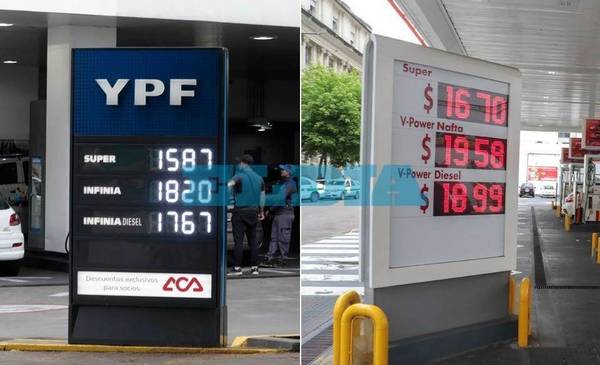 YPF
SUPER 1587
INFINIA 1820
INFINIA DIESEL 1767
Descuentos exclusivos
para socios
ACA
Super
$ 1670
V-Power Nafta
$ 1958
V-Power Diesel
$ 1899